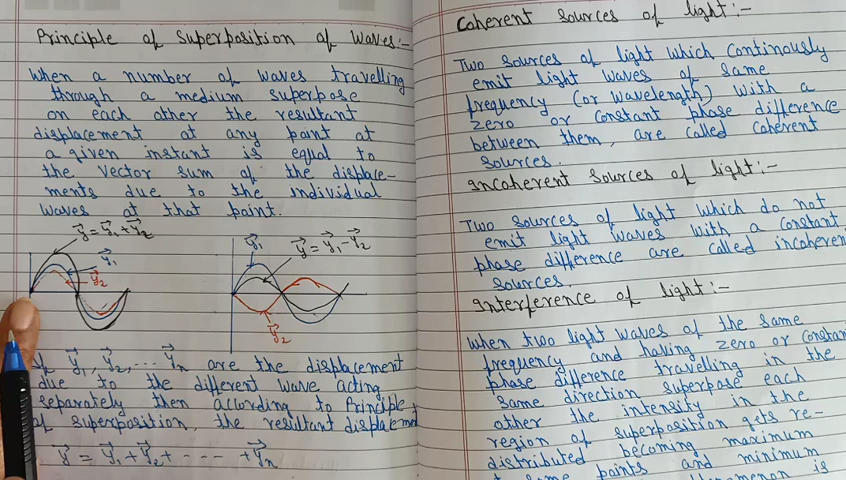 Principle of Superposition of Waves:-
When a number of waves travelling
through a medium superpose
on each other the resultant
displacement at any point at
a given instant is equal to
the vector sum of the displace-
ments due to the individual
waves at that point.
y⃗ = y⃗₁ + y⃗₂
y⃗₁
y⃗₂
y⃗₁
y⃗ = y⃗₁ - y⃗₂
y⃗₂
If y⃗₁, y⃗₂, ... y⃗ₙ are the displacement
due to the different wave acting
separately then according to Principle
of superposition, the resultant displacement
y⃗ = y⃗₁ + y⃗₂ + --- --- + y⃗ₙ
Coherent Sources of light:-
Two sources of light which continously
emit light waves of same
frequency (or wavelength) with a
zero or constant phase difference
between them, are called coherent
sources.
Incoherent Sources of light:-
Two sources of light which do not
emit light waves with a constant
phase difference are called incoheren
sources.
Interference of light:-
When two light waves of the same
frequency and having zero or constan
phase difference travelling in the
same direction superpose each
other the intensity in the
region of superposition gets re-
distributed becoming maximum
at some points and minimum
is